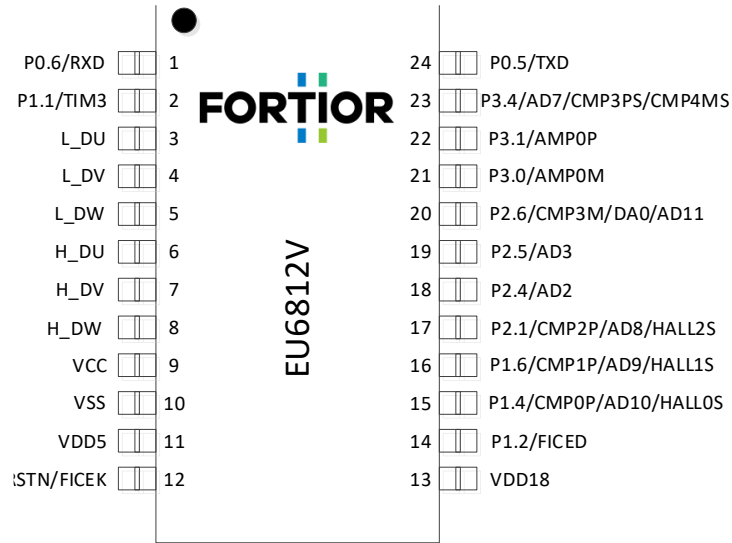 P0.6/RXD 1 24 P0.5/TXD
P1.1/TIM3 2 FORTIOR 23 P3.4/AD7/CMP3PS/CMP4MS
L_DU 3 22 P3.1/AMP0P
L_DV 4 21 P3.0/AMP0M
L_DW 5 20 P2.6/CMP3M/DA0/AD11
H_DU 6 19 P2.5/AD3
H_DV 7 18 P2.4/AD2
H_DW 8 17 P2.1/CMP2P/AD8/HALL2S
VCC 9 16 P1.6/CMP1P/AD9/HALL1S
VSS 10 15 P1.4/CMP0P/AD10/HALL0S
VDD5 11 14 P1.2/FICED
STN/FICEK 12 13 VDD18
EU6812V